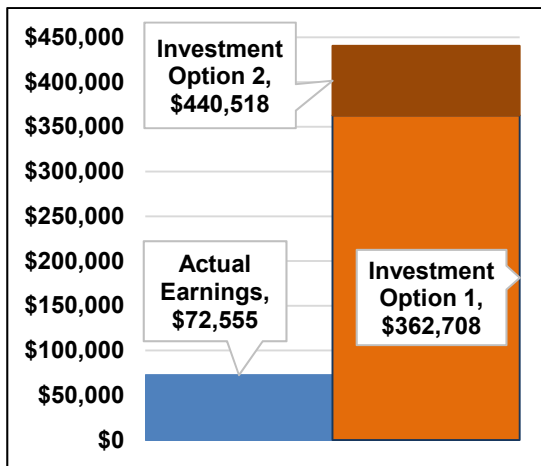 $450,000
$400,000
$350,000
$300,000
$250,000
$200,000
$150,000
$100,000
$50,000
$0
Investment
Option 2,
$440,518
Actual
Earnings,
$72,555
Investment
Option 1,
$362,708